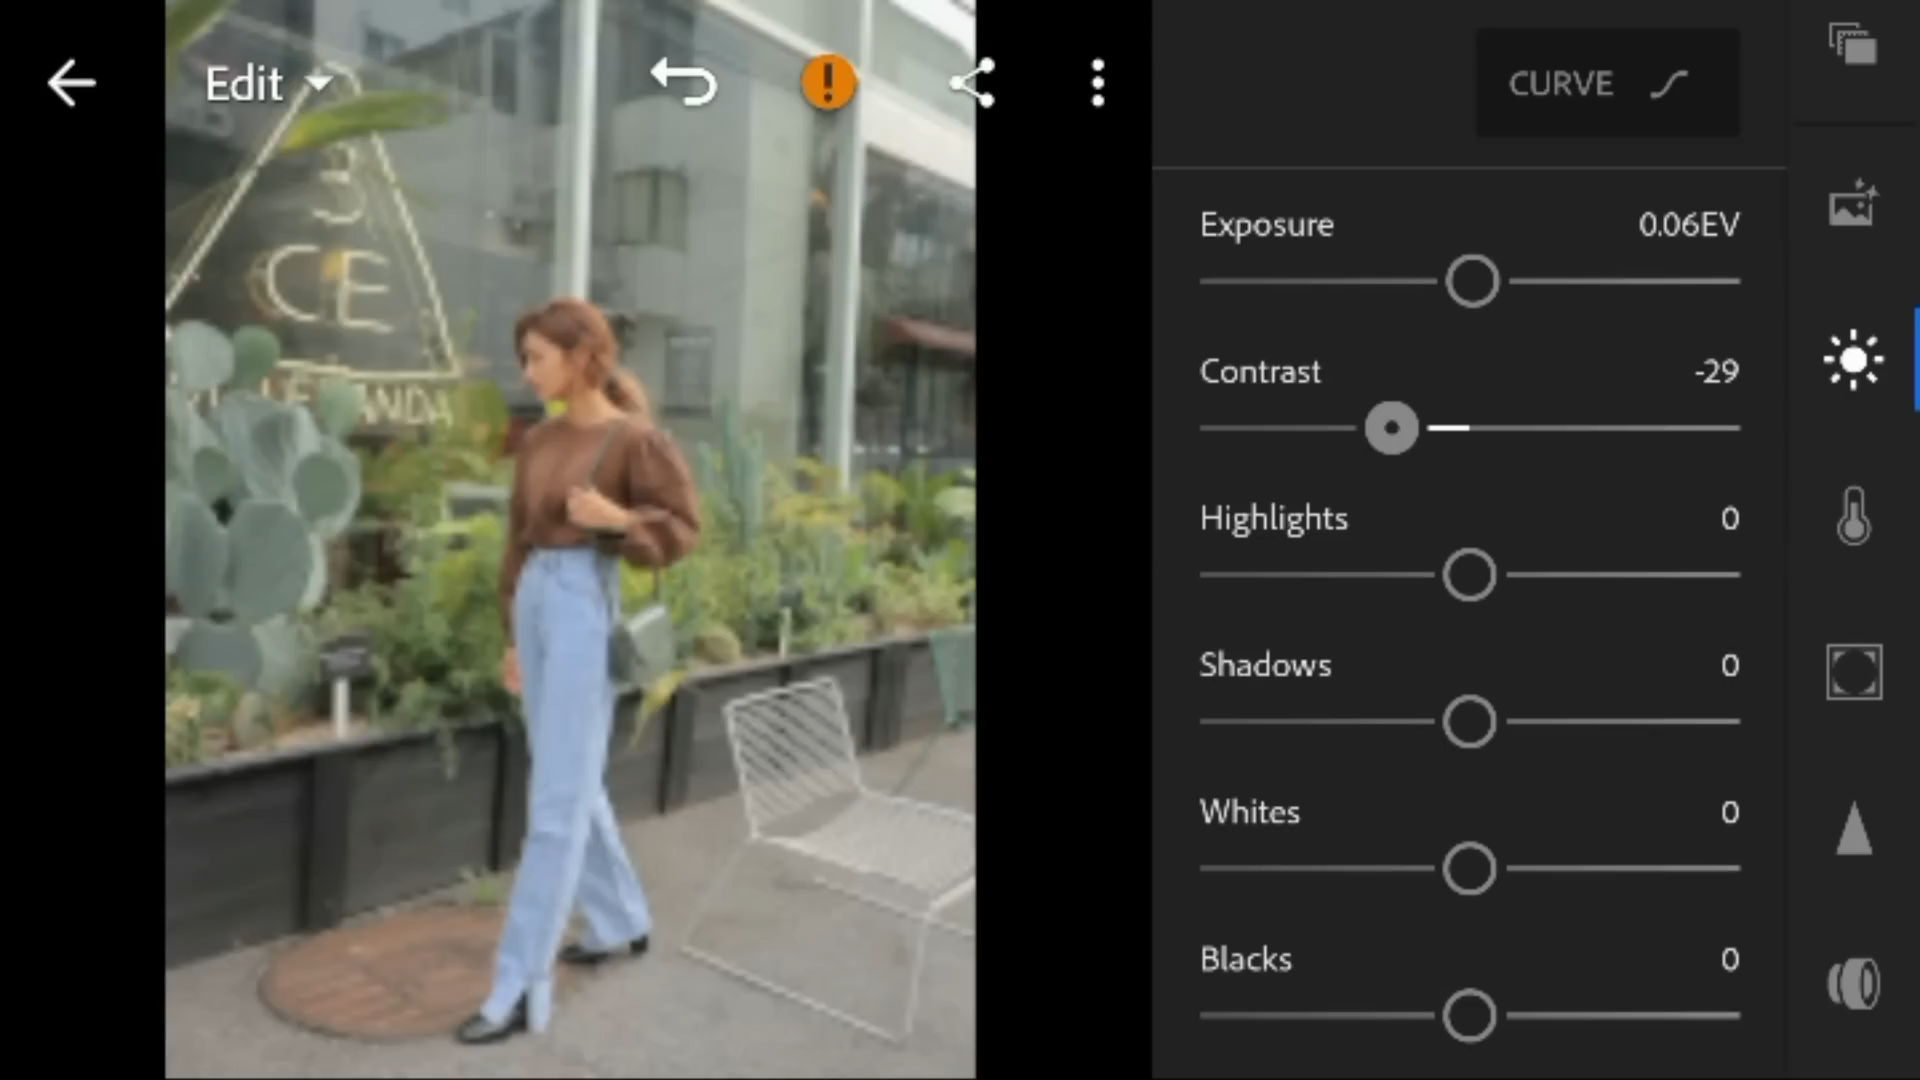 Edit
CURVE
Exposure 0.06EV
Contrast -29
Highlights 0
Shadows 0
Whites 0
Blacks 0
3
CE